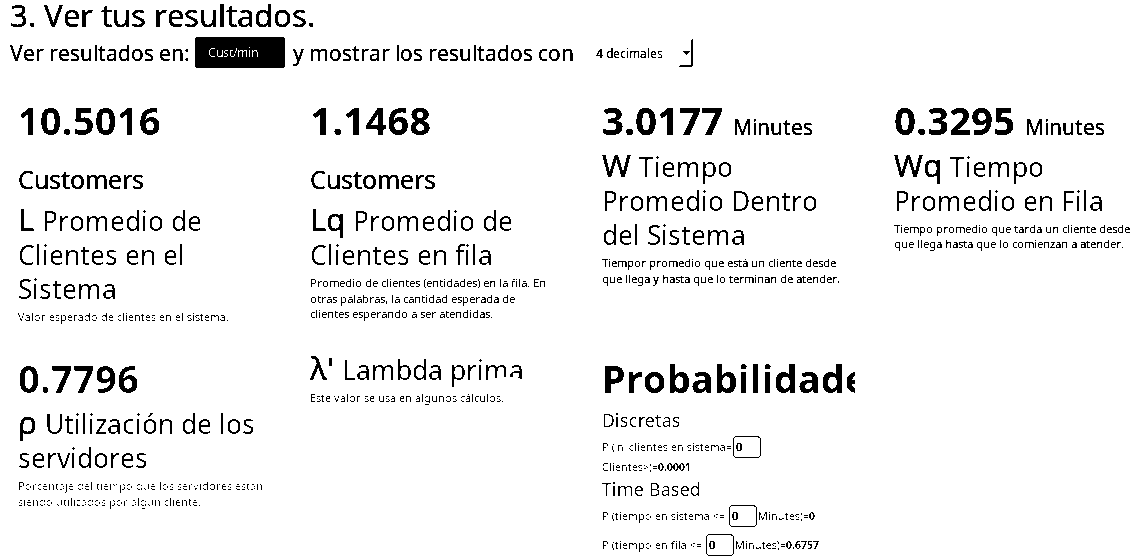 3. Ver tus resultados.
Ver resultados en: Cust/min y mostrar los resultados con 4 decimales
10.5016
Customers
L Promedio de
Clientes en el
Sistema
Valor esperado de clientes en el sistema.
1.1468
Customers
Lq Promedio de
Clientes en fila
Promedio de clientes (entidades) en la fila. En
otras palabras, la cantidad esperada de
clientes esperando a ser atendidas.
3.0177 Minutes
W Tiempo
Promedio Dentro
del Sistema
Tiempor promedio que está un cliente desde
que llega y hasta que lo terminan de atender.
0.3295 Minutes
Wq Tiempo
Promedio en Fila
Tiempo promedio que tarda un cliente desde
que llega hasta que lo comienzan a atender.
0.7796
ρ Utilización de los
servidores
Porcentaje del tiempo que los servidores están
siendo utilizados por algún cliente.
λ' Lambda prima
Este valor se usa en algunos cálculos.
Probabilidade
Discretas
P ( n clientes en sistema= 0
Clientes>)=0.0001
Time Based
P (tiempo en sistema <= 0 Minutes)=0
P (tiempo en fila <= 0 Minutes)=0.6757